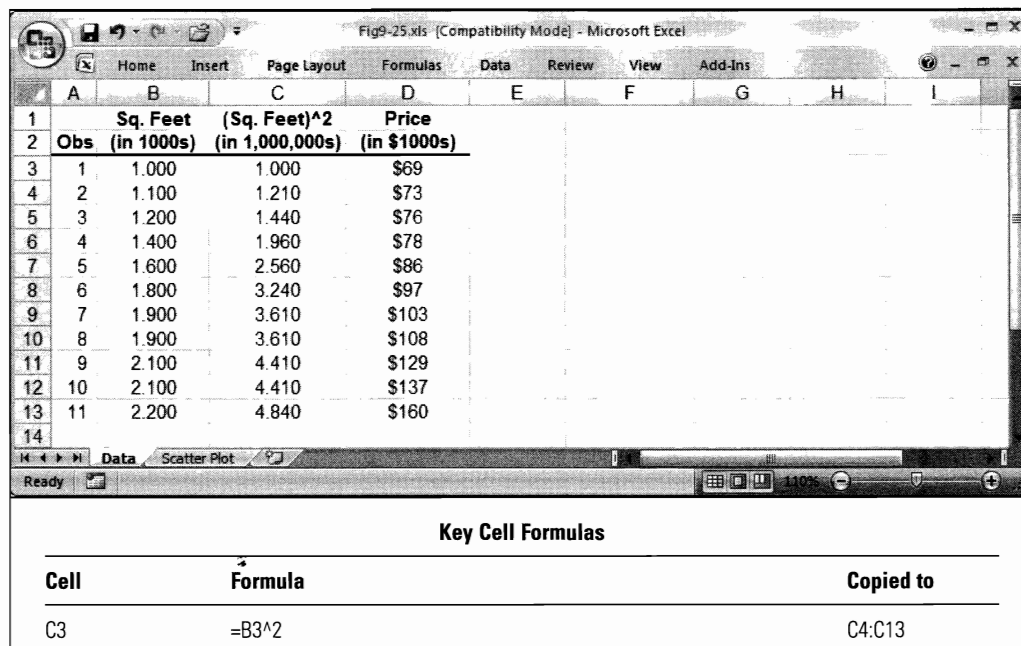 Fig9-25.xls [Compatibility Mode] - Microsoft Excel
Home Insert Page Layout Formulas Data Review View Add-Ins
A B C D E F G H I
1 Sq. Feet (Sq. Feet)^2 Price
2 Obs (in 1000s) (in 1,000,000s) (in $1000s)
3 1 1.000 1.000 $69
4 2 1.100 1.210 $73
5 3 1.200 1.440 $76
6 4 1.400 1.960 $78
7 5 1.600 2.560 $86
8 6 1.800 3.240 $97
9 7 1.900 3.610 $103
10 8 1.900 3.610 $108
11 9 2.100 4.410 $129
12 10 2.100 4.410 $137
13 11 2.200 4.840 $160
14
Data Scatter Plot
Ready 110%
Key Cell Formulas
Cell Formula Copied to
C3 =B3^2 C4:C13